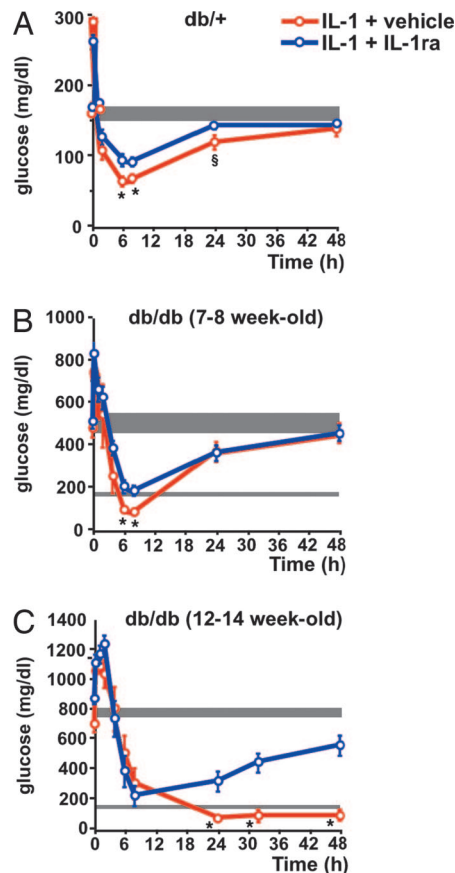 A
db/+
IL-1 + vehicle
IL-1 + IL-1ra
glucose (mg/dl)
300
200
100
0
* *
§
0 6 12 18 24 30 36 42 48
Time (h)
B
db/db (7-8 week-old)
glucose (mg/dl)
1000
800
600
400
200
0
* *
0 6 12 18 24 30 36 42 48
Time (h)
C
db/db (12-14 week-old)
glucose (mg/dl)
1400
1200
1000
800
600
400
200
0
* * *
0 6 12 18 24 30 36 42 48
Time (h)